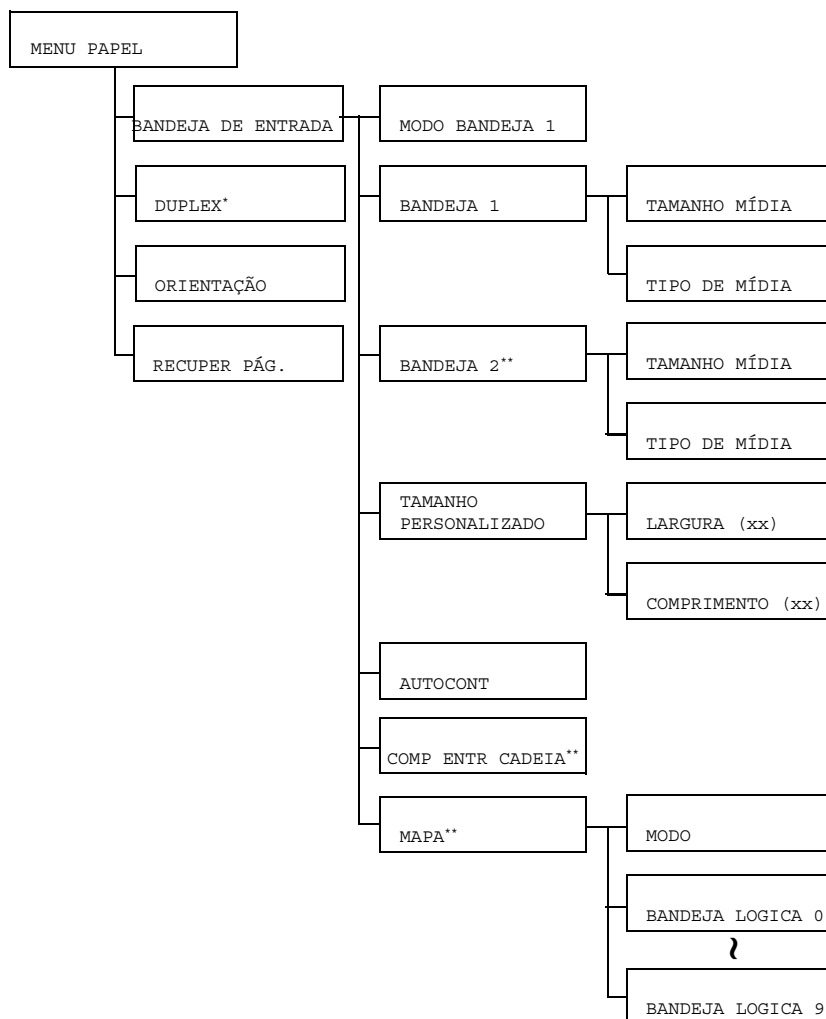 MENU PAPEL
BANDEJA DE ENTRADA
MODO BANDEJA 1
DUPLEX*
BANDEJA 1
TAMANHO MÍDIA
ORIENTAÇÃO
TIPO DE MÍDIA
RECUPER PÁG.
BANDEJA 2**
TAMANHO MÍDIA
TIPO DE MÍDIA
TAMANHO
PERSONALIZADO
LARGURA (xx)
COMPRIMENTO (xx)
AUTOCONT
COMP ENTR CADEIA**
MAPA**
MODO
BANDEJA LOGICA 0
~
BANDEJA LOGICA 9